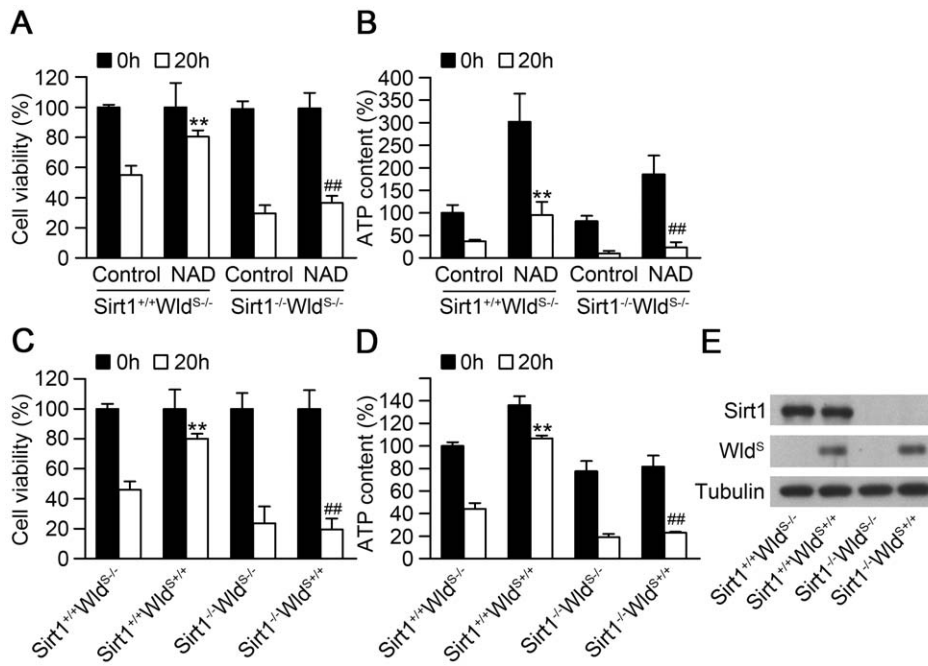 A
■ 0h □ 20h
Cell viability (%)
120
100
80
60
40
20
0
**
##
Control NAD Control NAD
Sirt1+/+WldS-/- Sirt1-/-WldS-/-
B
■ 0h □ 20h
ATP content (%)
400
350
300
250
200
150
100
50
0
**
##
Control NAD Control NAD
Sirt1+/+WldS-/- Sirt1-/-WldS-/-
C
■ 0h □ 20h
Cell viability (%)
120
100
80
60
40
20
0
**
##
Sirt1+/+WldS-/-
Sirt1+/+WldS+/+
Sirt1-/-WldS-/-
Sirt1-/-WldS+/+
D
■ 0h □ 20h
ATP content (%)
140
120
100
80
60
40
20
0
**
##
Sirt1+/+WldS-/-
Sirt1+/+WldS+/+
Sirt1-/-WldS-/-
Sirt1-/-WldS+/+
E
Sirt1
WldS
Tubulin
Sirt1+/+WldS-/-
Sirt1+/+WldS+/+
Sirt1-/-WldS-/-
Sirt1-/-WldS+/+